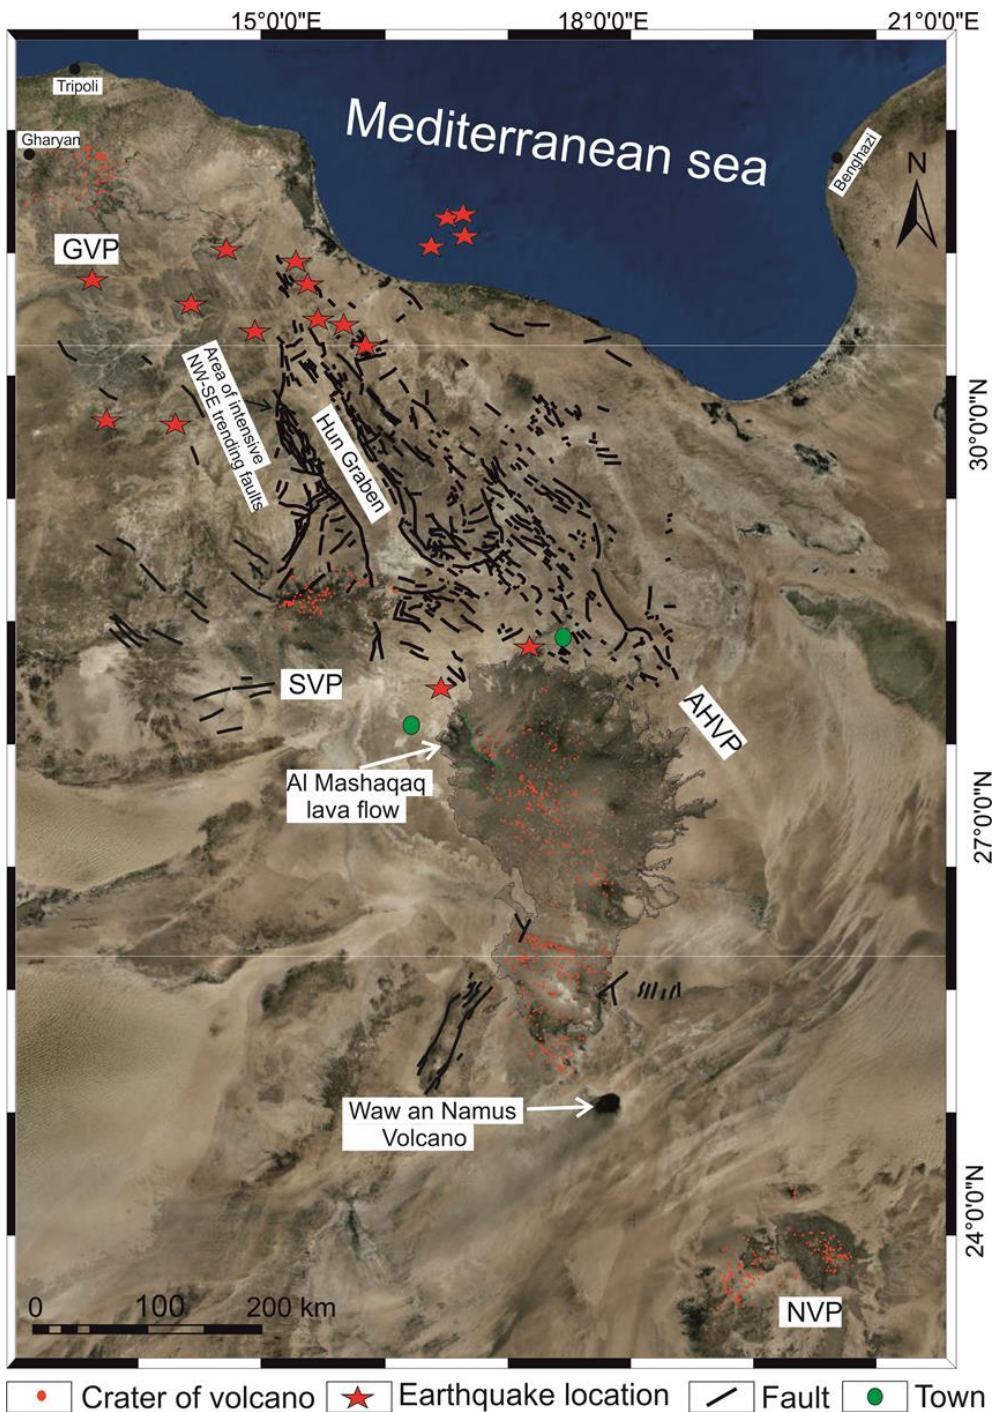 15°0'0"E
18°0'0"E
21°0'0"E
Tripoli
Mediterranean sea
Gharyan
Benghazi
N
GVP
Area of intensive
NW-SE trending faults
Hun Graben
30°0'0"N
SVP
AHVP
Al Mashaqaq
lava flow
27°0'0"N
Waw an Namus
Volcano
24°0'0"N
0 100 200 km
NVP
Crater of volcano
Earthquake location
Fault
Town